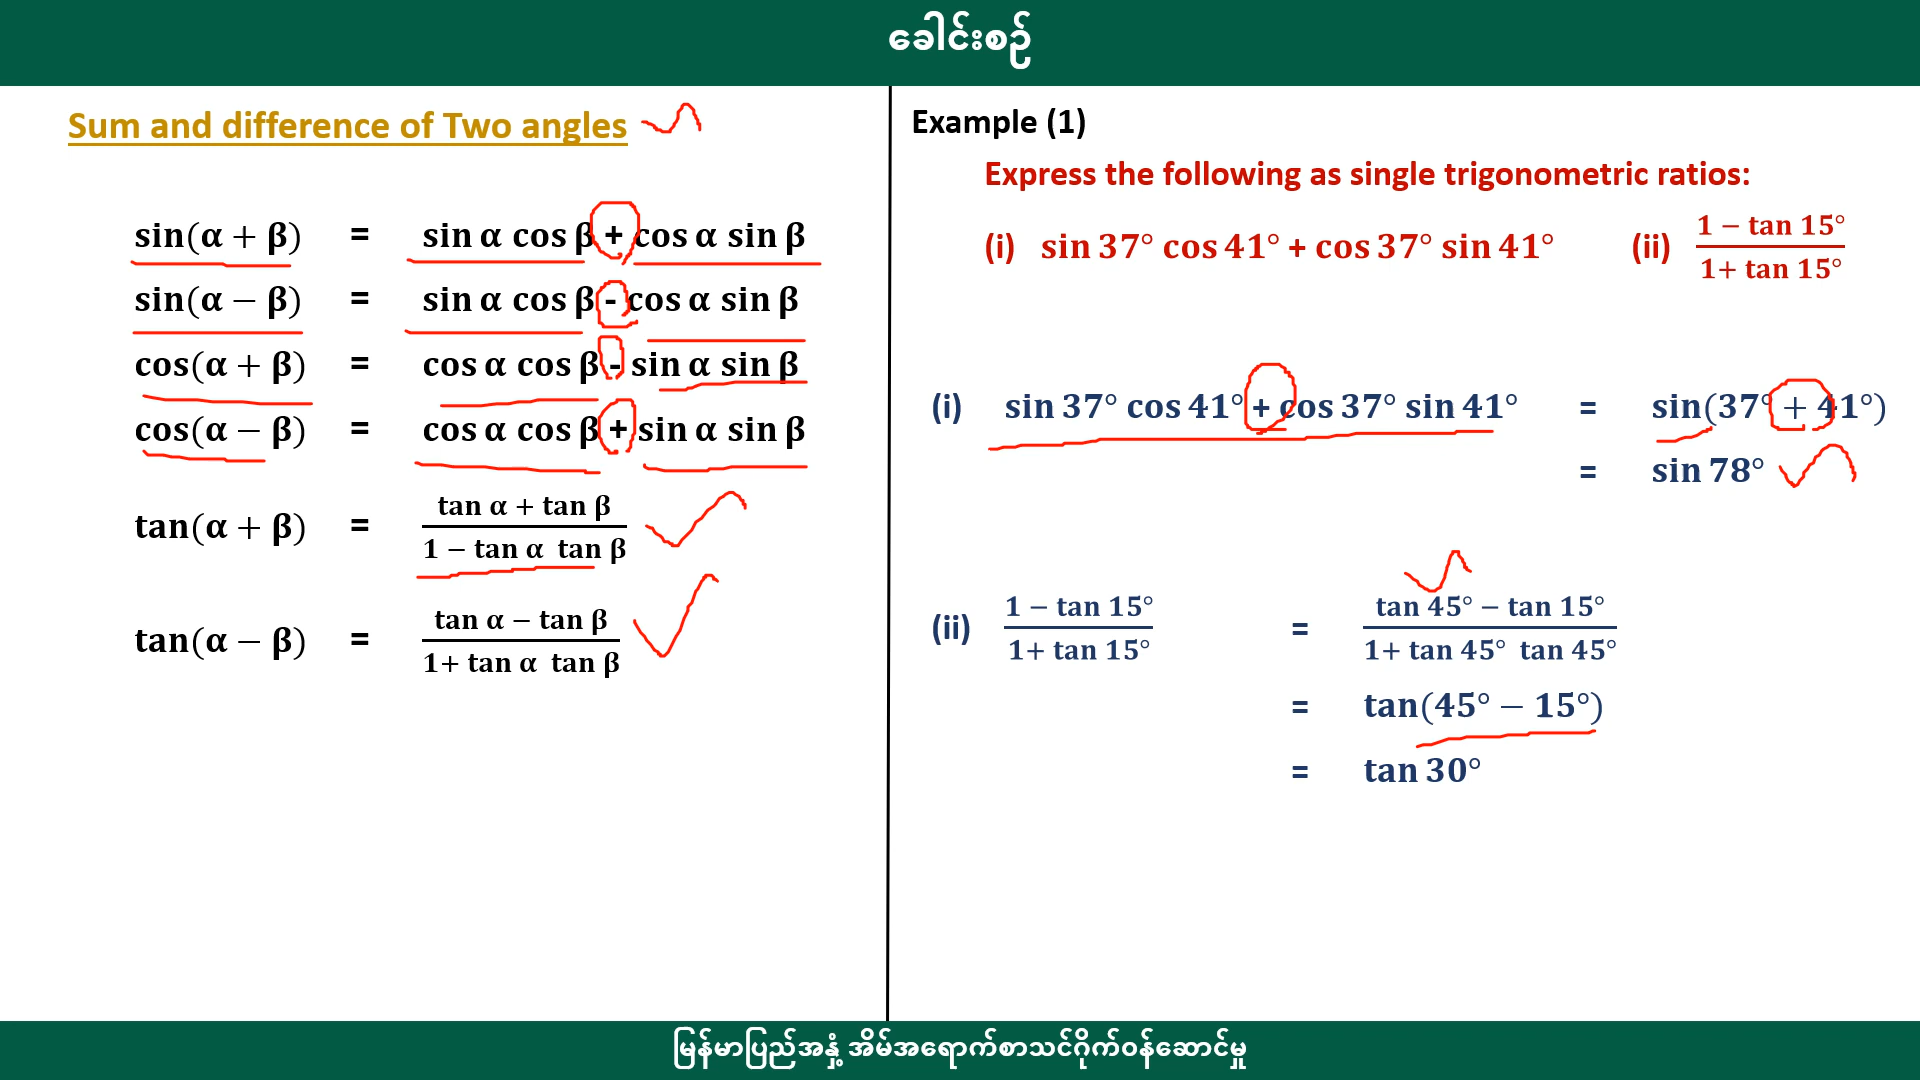 ခေါင်းစဉ်
Sum and difference of Two angles
sin(α + β) = sin α cos β + cos α sin β
sin(α − β) = sin α cos β - cos α sin β
cos(α + β) = cos α cos β - sin α sin β
cos(α − β) = cos α cos β + sin α sin β
tan(α + β) = (tan α + tan β)/(1 − tan α tan β)
tan(α − β) = (tan α − tan β)/(1+ tan α tan β)
Example (1)
Express the following as single trigonometric ratios:
(i) sin 37° cos 41° + cos 37° sin 41° (ii) (1 − tan 15°)/(1+ tan 15°)
(i) sin 37° cos 41° + cos 37° sin 41° = sin(37° + 41°)
= sin 78°
(ii) (1 − tan 15°)/(1+ tan 15°) = (tan 45° − tan 15°)/(1+ tan 45° tan 45°)
= tan(45° − 15°)
= tan 30°
မြန်မာပြည်အနှံ့ အိမ်အရောက်စာသင်ဂိုက်ဝန်ဆောင်မှု